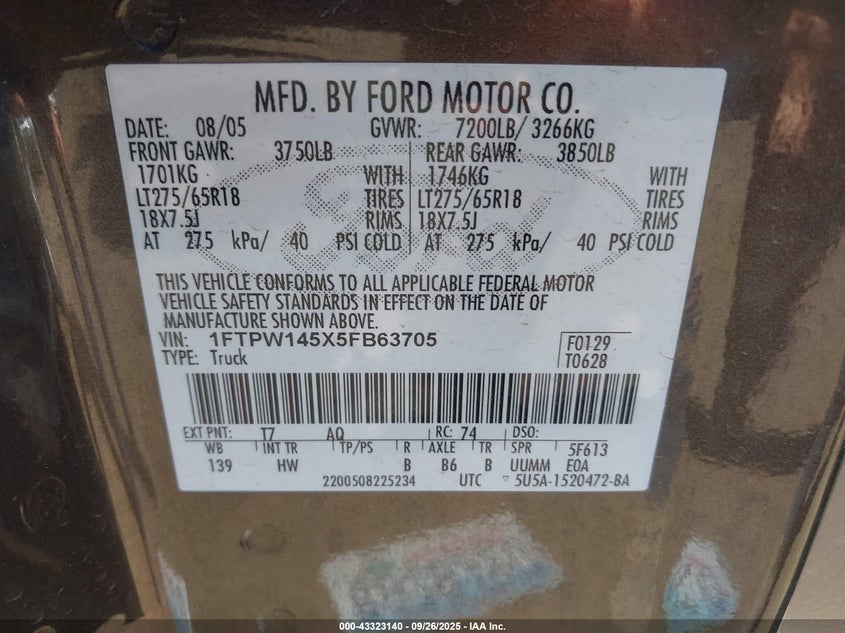 MFD. BY FORD MOTOR CO.
DATE: 08/05 GVWR: 7200LB/ 3266KG
FRONT GAWR: 3750LB REAR GAWR: 3850LB
1701KG WITH 1746KG WITH
LT275/65R18 TIRES LT275/65R18 TIRES
18X7.5J RIMS 18X7.5J RIMS
AT 275 kPa/ 40 PSI COLD AT 275 kPa/ 40 PSI COLD
Ford
THIS VEHICLE CONFORMS TO ALL APPLICABLE FEDERAL MOTOR
VEHICLE SAFETY STANDARDS IN EFFECT ON THE DATE OF
MANUFACTURE SHOWN ABOVE.
VIN: 1FTPW145X5FB63705 F0129
TYPE: Truck T0628
EXT PNT: T7 AQ RC: 74 DSO:
WB INT TR TP/PS R AXLE TR SPR 5F613
139 HW B B6 B UUMM EOA
2200508225234 UTC 5U5A-1520472-BA
000-43323140 - 09/26/2025 - IAA Inc.